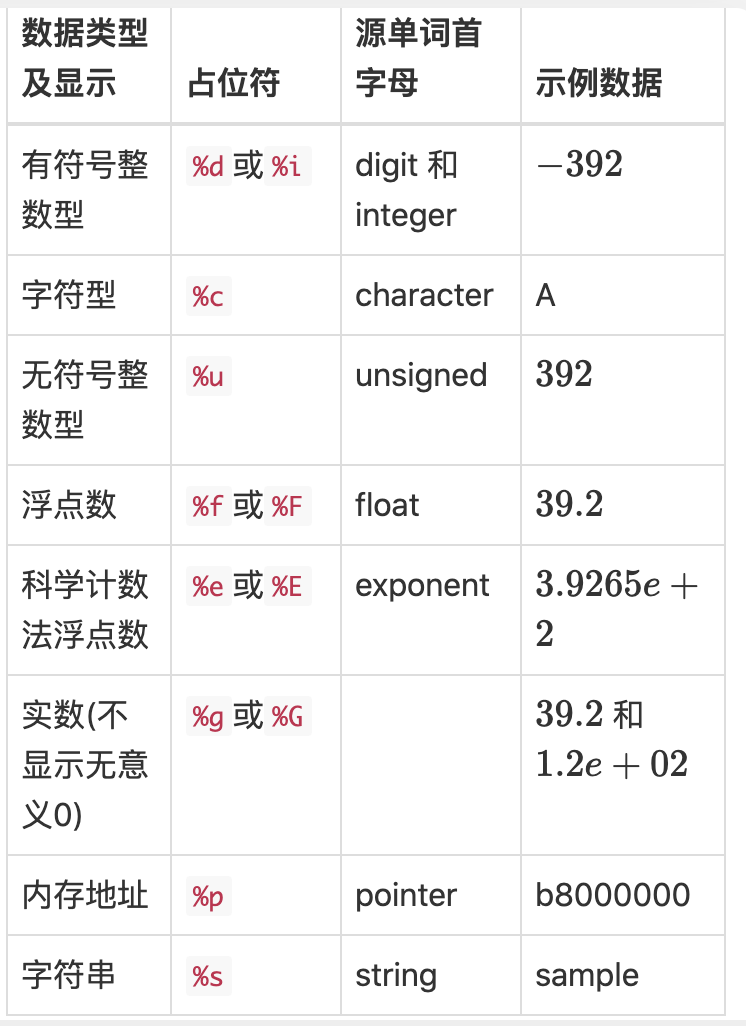 数据类型及显示 占位符 源单词首字母 示例数据
有符号整数型 %d 或 %i digit 和 integer −392
字符型 %c character A
无符号整数型 %u unsigned 392
浮点数 %f 或 %F float 39.2
科学计数法浮点数 %e 或 %E exponent 3.9265e + 2
实数(不显示无意义0) %g 或 %G 39.2 和 1.2e + 02
内存地址 %p pointer b8000000
字符串 %s string sample